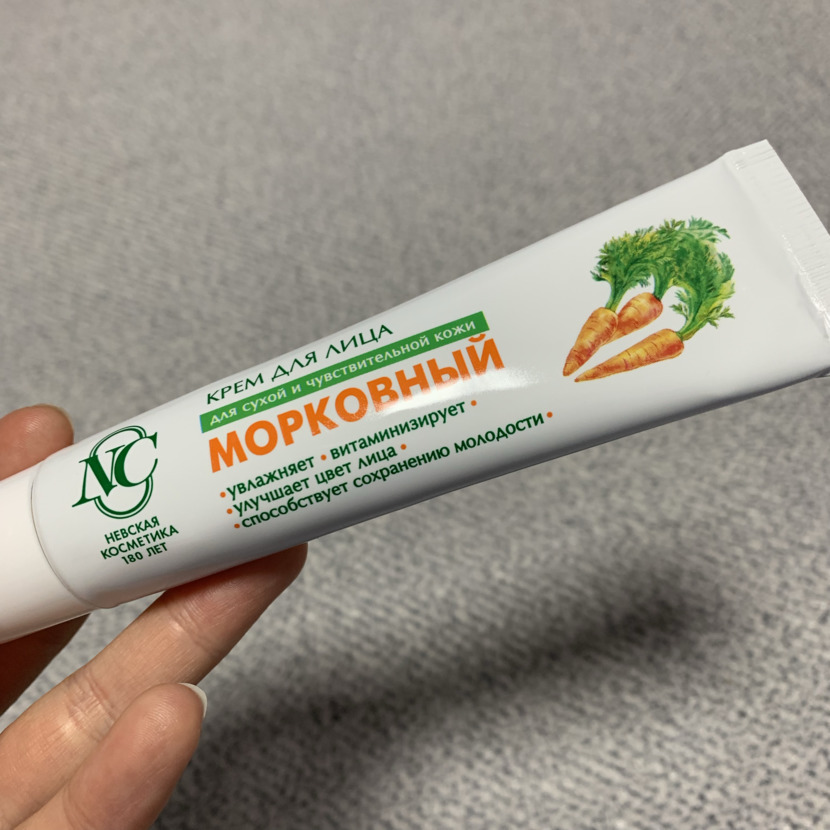 КРЕМ ДЛЯ ЛИЦА
для сухой и чувствительной кожи
МОРКОВНЫЙ
•увлажняет •витаминизирует•
•улучшает цвет лица•
•способствует сохранению молодости•
NC
НЕВСКАЯ
КОСМЕТИКА
180 ЛЕТ